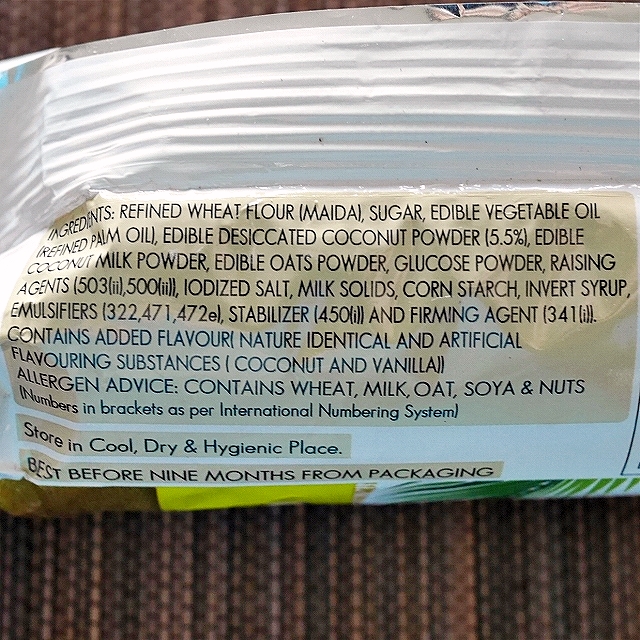 INGREDIENTS: REFINED WHEAT FLOUR (MAIDA), SUGAR, EDIBLE VEGETABLE OIL
(REFINED PALM OIL), EDIBLE DESICCATED COCONUT POWDER (5.5%), EDIBLE
COCONUT MILK POWDER, EDIBLE OATS POWDER, GLUCOSE POWDER, RAISING
AGENTS (503(ii),500(ii)), IODIZED SALT, MILK SOLIDS, CORN STARCH, INVERT SYRUP,
EMULSIFIERS (322,471,472e), STABILIZER (450(i)) AND FIRMING AGENT (341(i)).
CONTAINS ADDED FLAVOUR( NATURE IDENTICAL AND ARTIFICIAL
FLAVOURING SUBSTANCES ( COCONUT AND VANILLA))
ALLERGEN ADVICE: CONTAINS WHEAT, MILK, OAT, SOYA & NUTS
(Numbers in brackets as per International Numbering System)
Store in Cool, Dry & Hygienic Place.
BEST BEFORE NINE MONTHS FROM PACKAGING